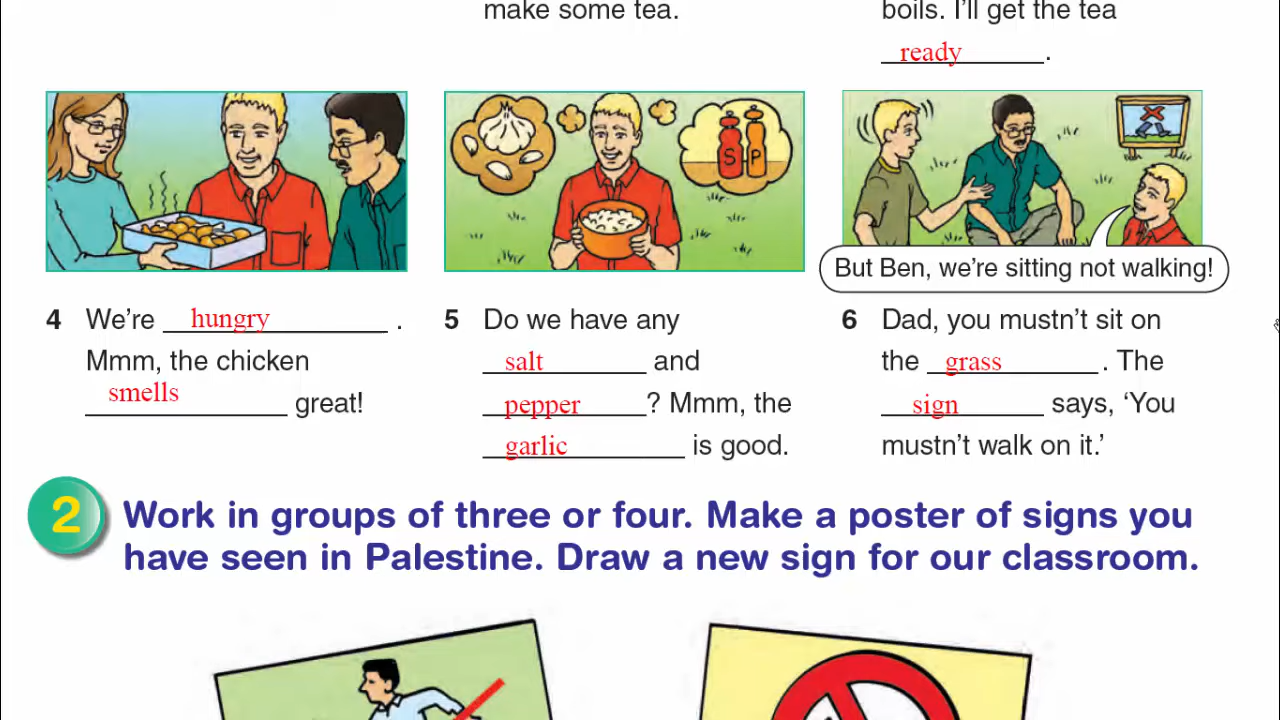 make some tea.
boils. I'll get the tea
ready.
S P
But Ben, we're sitting not walking!
4 We're hungry.
Mmm, the chicken
smells great!
5 Do we have any
salt and
pepper? Mmm, the
garlic is good.
6 Dad, you mustn't sit on
the grass. The
sign says, ‘You
mustn't walk on it.’
2 Work in groups of three or four. Make a poster of signs you
have seen in Palestine. Draw a new sign for our classroom.